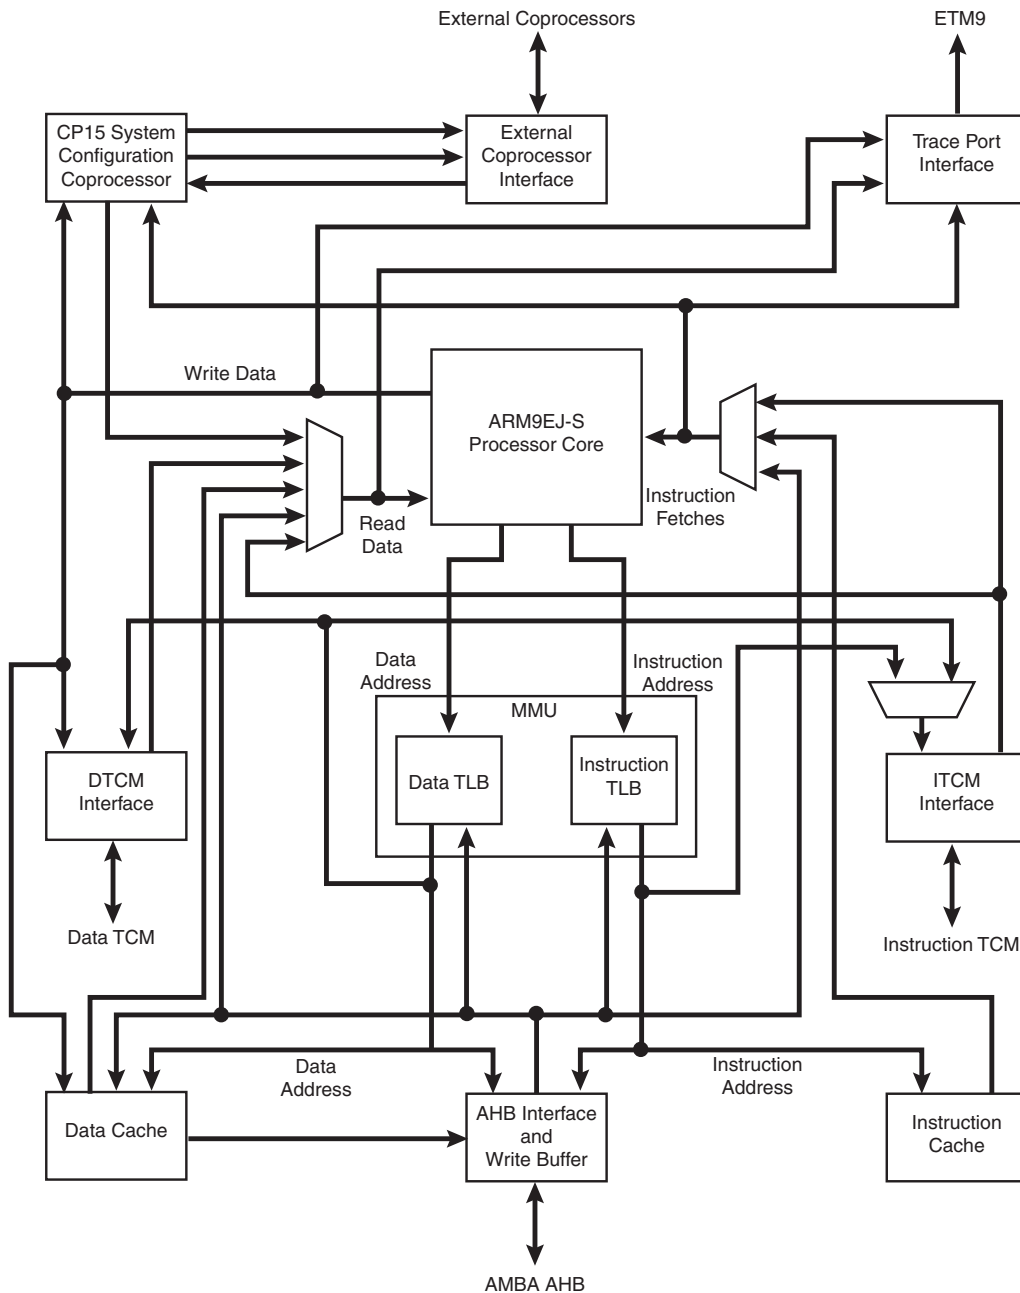 External Coprocessors
ETM9
CP15 System
Configuration
Coprocessor
External
Coprocessor
Interface
Trace Port
Interface
Write Data
ARM9EJ-S
Processor Core
Instruction
Fetches
Read
Data
Data
Address
Instruction
Address
MMU
DTCM
Interface
Data TLB
Instruction
TLB
ITCM
Interface
Data TCM
Instruction TCM
Data
Address
Instruction
Address
Data Cache
AHB Interface
and
Write Buffer
Instruction
Cache
AMBA AHB